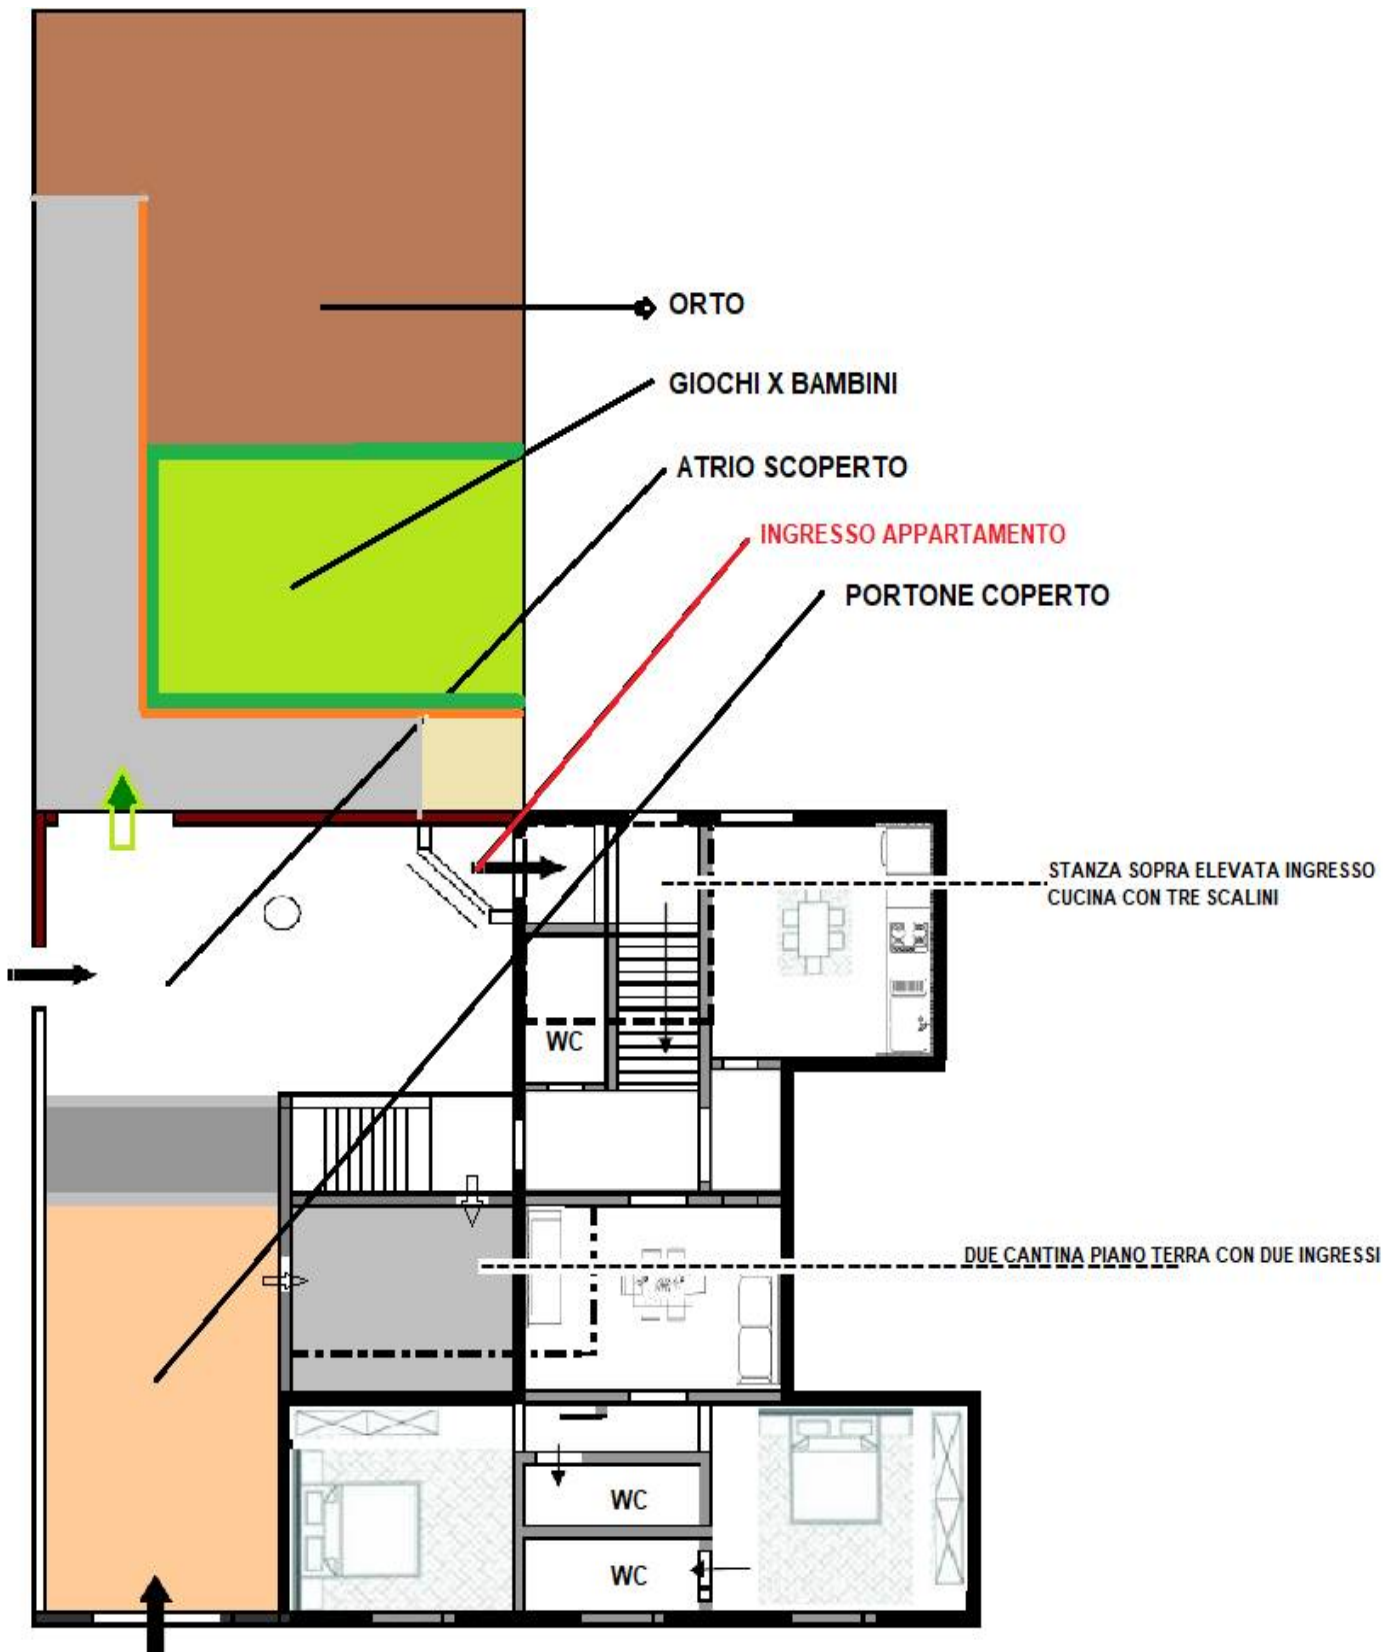 ORTO
GIOCHI X BAMBINI
ATRIO SCOPERTO
INGRESSO APPARTAMENTO
PORTONE COPERTO
STANZA SOPRA ELEVATA INGRESSO
CUCINA CON TRE SCALINI
WC
DUE CANTINA PIANO TERRA CON DUE INGRESSI
WC
WC